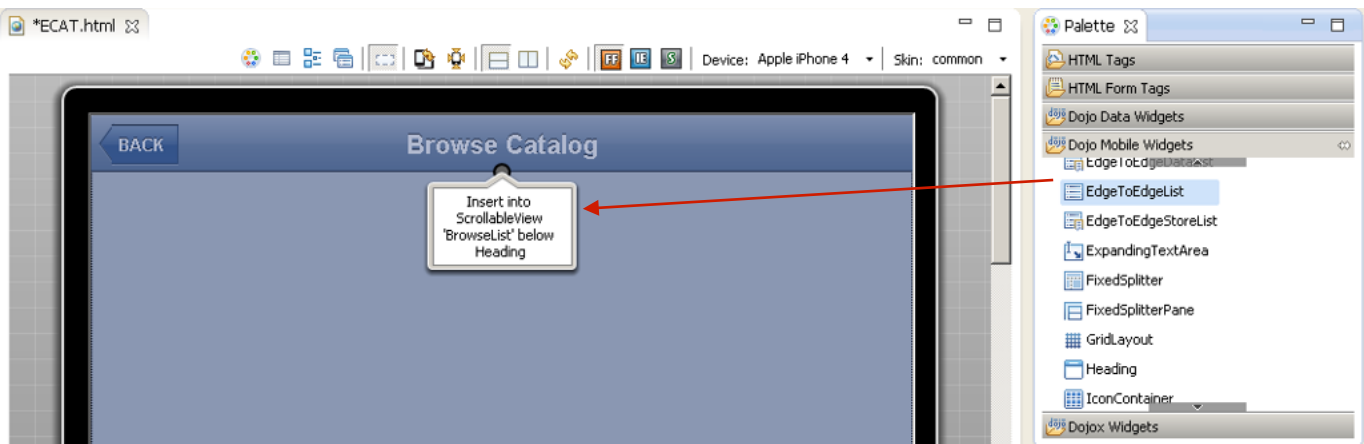 *ECAT.html
Device: Apple iPhone 4
Skin: common
BACK
Browse Catalog
Insert into
ScrollableView
'BrowseList' below
Heading
Palette
HTML Tags
HTML Form Tags
Dojo Data Widgets
Dojo Mobile Widgets
EdgeToEdgeDataList
EdgeToEdgeList
EdgeToEdgeStoreList
ExpandingTextArea
FixedSplitter
FixedSplitterPane
GridLayout
Heading
IconContainer
Dojox Widgets